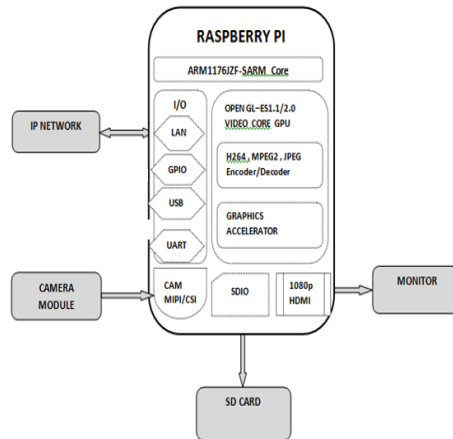 RASPBERRY PI
ARM1176JZF-SARM Core
I/O
LAN
GPIO
USB
UART
OPEN GL-ES1.1/2.0
VIDEO CORE GPU
H264, MPEG2, JPEG
Encoder/Decoder
GRAPHICS
ACCELERATOR
CAM
MIPI/CSI
SDIO
1080p
HDMI
IP NETWORK
CAMERA
MODULE
MONITOR
SD CARD